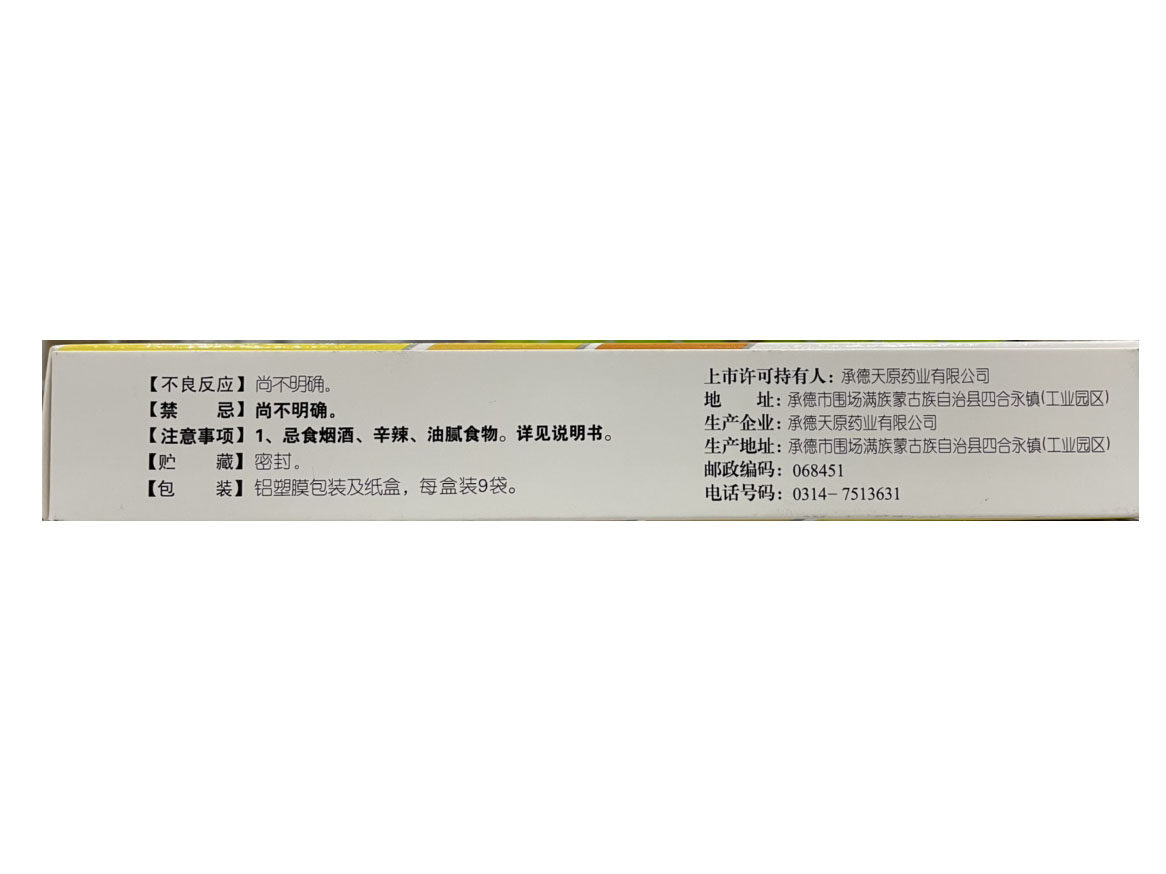 【不良反应】尚不明确。
【禁　　忌】尚不明确。
【注意事项】1、忌食烟酒、辛辣、油腻食物。详见说明书。
【贮　　藏】密封。
【包　　装】铝塑膜包装及纸盒，每盒装9袋。
上市许可持有人：承德天原药业有限公司
地　　址：承德市围场满族蒙古族自治县四合永镇(工业园区)
生产企业：承德天原药业有限公司
生产地址：承德市围场满族蒙古族自治县四合永镇(工业园区)
邮政编码：068451
电话号码：0314-7513631